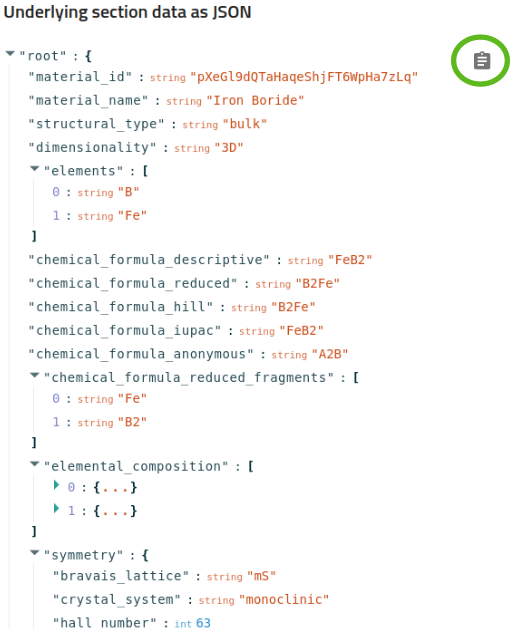 Underlying section data as JSON
"root" : {
"material_id" : string "pXeGl9dQTaHaqeShjFT6WpHa7zLq"
"material_name" : string "Iron Boride"
"structural_type" : string "bulk"
"dimensionality" : string "3D"
"elements" : [
0 : string "B"
1 : string "Fe"
]
"chemical_formula_descriptive" : string "FeB2"
"chemical_formula_reduced" : string "B2Fe"
"chemical_formula_hill" : string "B2Fe"
"chemical_formula_iupac" : string "FeB2"
"chemical_formula_anonymous" : string "A2B"
"chemical_formula_reduced_fragments" : [
0 : string "Fe"
1 : string "B2"
]
"elemental_composition" : [
0 : {...}
1 : {...}
]
"symmetry" : {
"bravais_lattice" : string "mS"
"crystal_system" : string "monoclinic"
"hall_number" : int 63